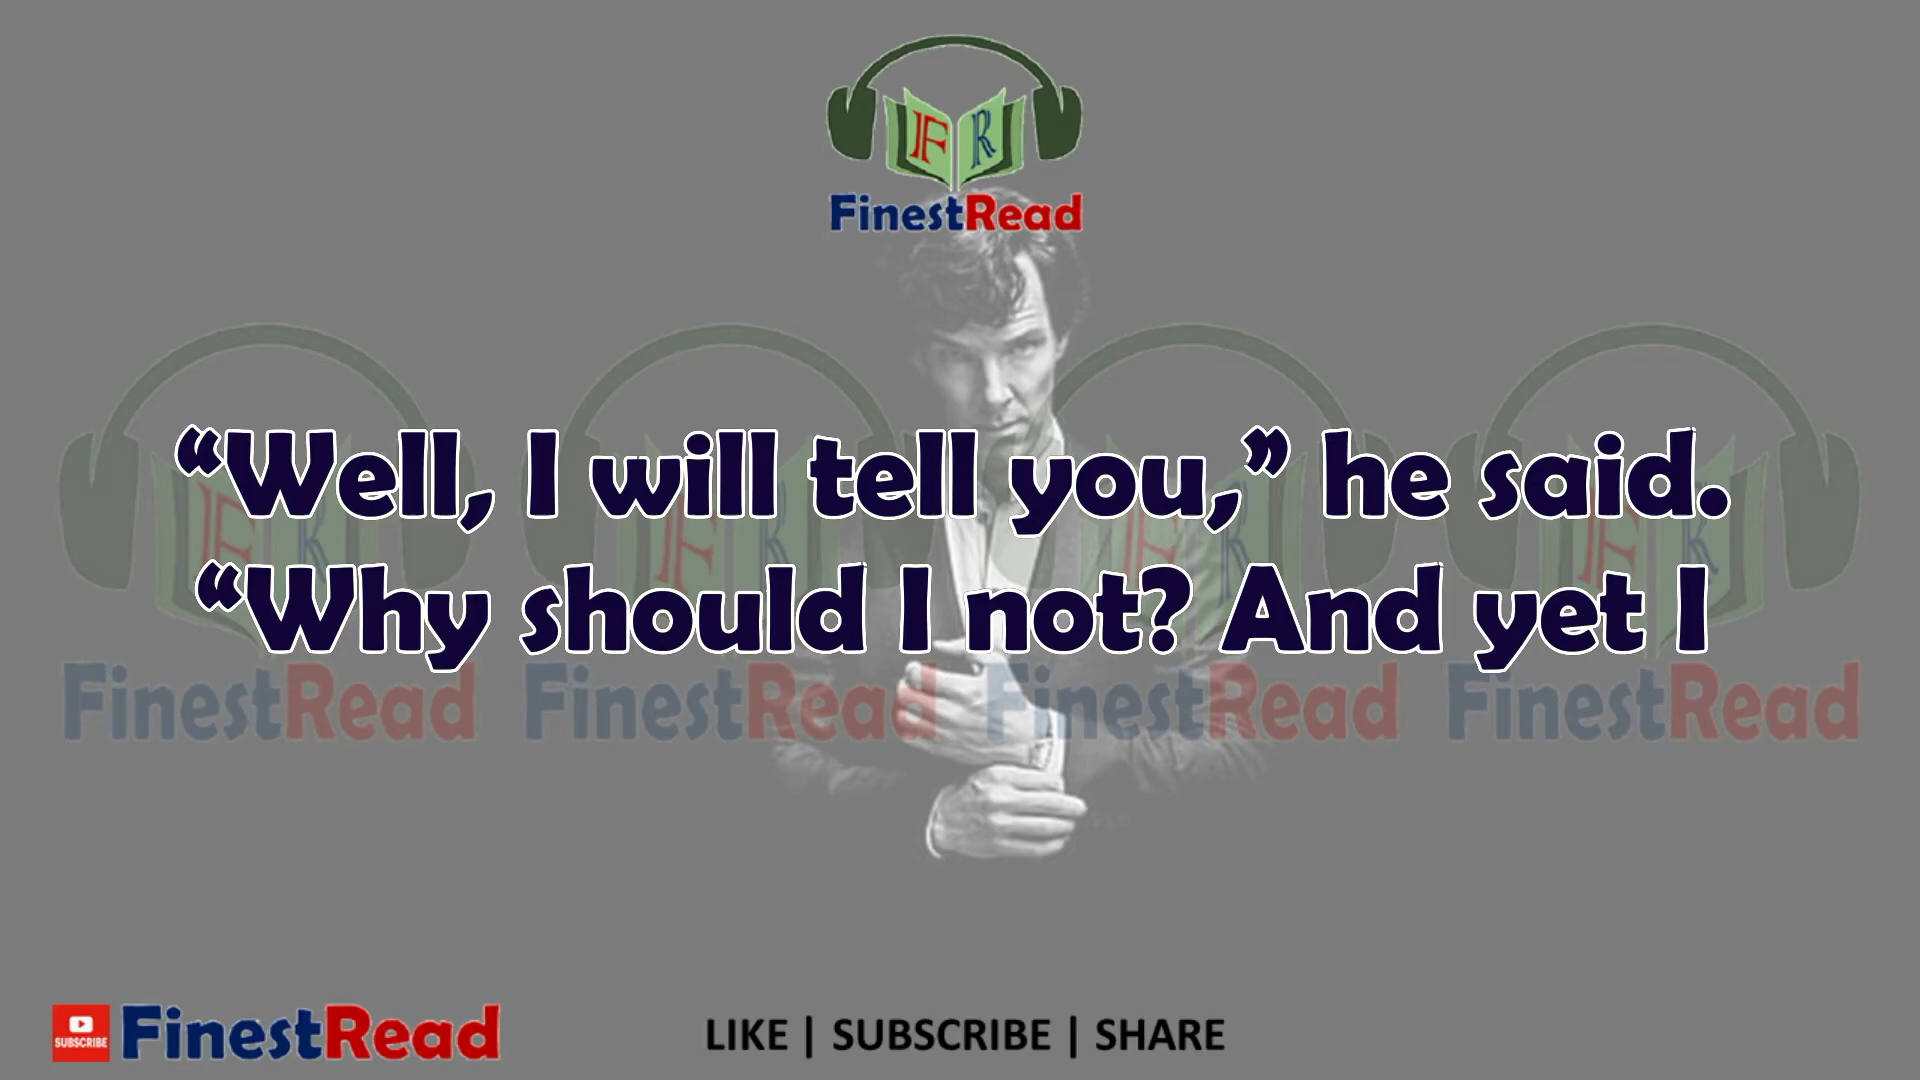 F R
FinestRead
“Well, I will tell you,” he said.
“Why should I not? And yet I
F R F R F R F R
FinestRead FinestRead FinestRead FinestRead
SUBSCRIBE FinestRead LIKE | SUBSCRIBE | SHARE